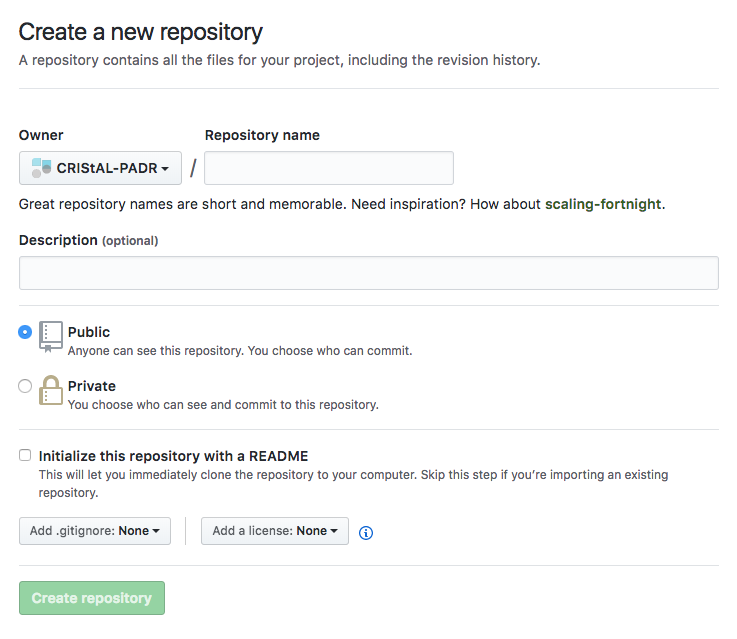 Create a new repository
A repository contains all the files for your project, including the revision history.
Owner Repository name
CRIStAL-PADR /
Great repository names are short and memorable. Need inspiration? How about scaling-fortnight.
Description (optional)
Public
Anyone can see this repository. You choose who can commit.
Private
You choose who can see and commit to this repository.
Initialize this repository with a README
This will let you immediately clone the repository to your computer. Skip this step if you’re importing an existing
repository.
Add .gitignore: None Add a license: None
Create repository